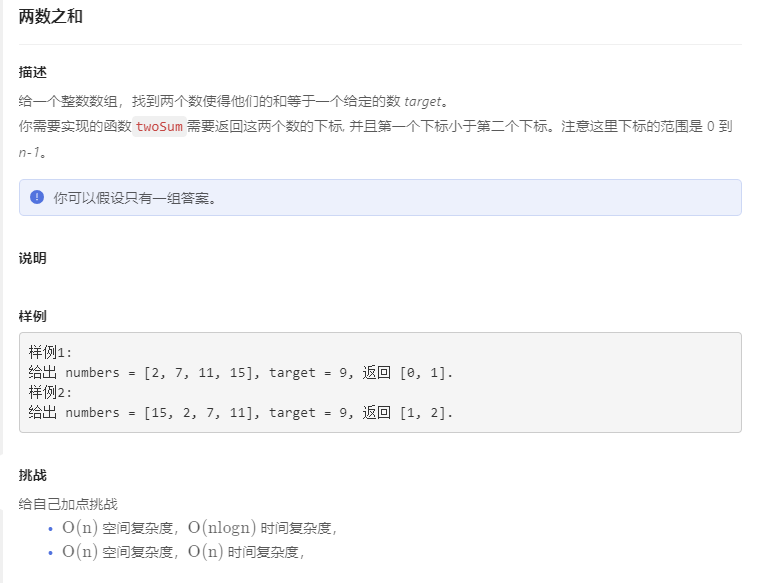 两数之和
描述
给一个整数数组，找到两个数使得他们的和等于一个给定的数 target。
你需要实现的函数twoSum需要返回这两个数的下标, 并且第一个下标小于第二个下标。注意这里下标的范围是 0 到
n-1。
你可以假设只有一组答案。
说明
样例
样例1:
给出 numbers = [2, 7, 11, 15], target = 9, 返回 [0, 1].
样例2:
给出 numbers = [15, 2, 7, 11], target = 9, 返回 [1, 2].
挑战
给自己加点挑战
• O(n) 空间复杂度，O(nlogn) 时间复杂度，
• O(n) 空间复杂度，O(n) 时间复杂度，